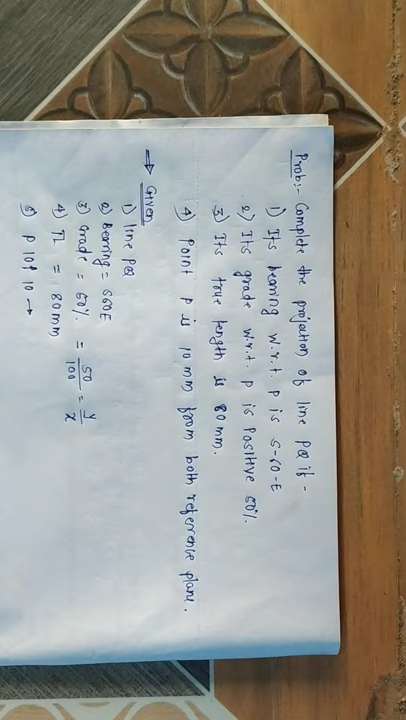 Prob:- Complete the projection of line PQ if -
1) Its bearing w.r.t. P is S-60-E
2) Its grade w.r.t. P is positive 50%.
3) Its true length is 80 mm.
4) Point P is 10 mm from both reference plane.
→ Given
1) line PQ
2) Bearing = S60E
3) Grade = 50%. = 50/100 = y/x
4) TL = 80 mm
5) P 10↑ 10 →